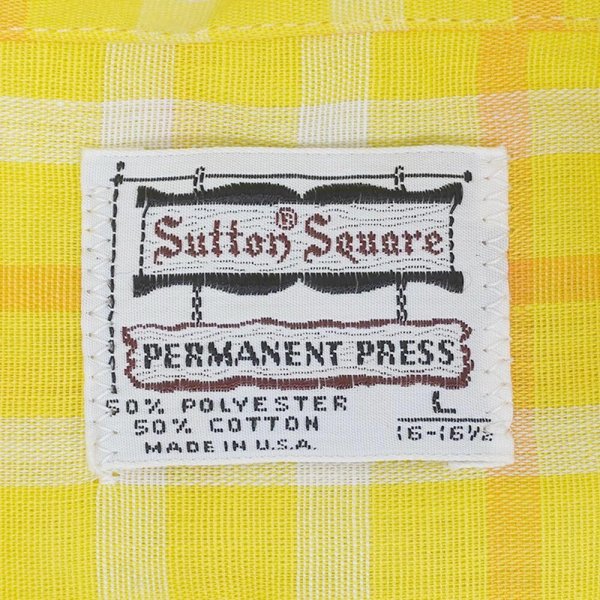 Sutton® Square
PERMANENT PRESS
50% POLYESTER
50% COTTON
MADE IN U.S.A.
L
16-16½